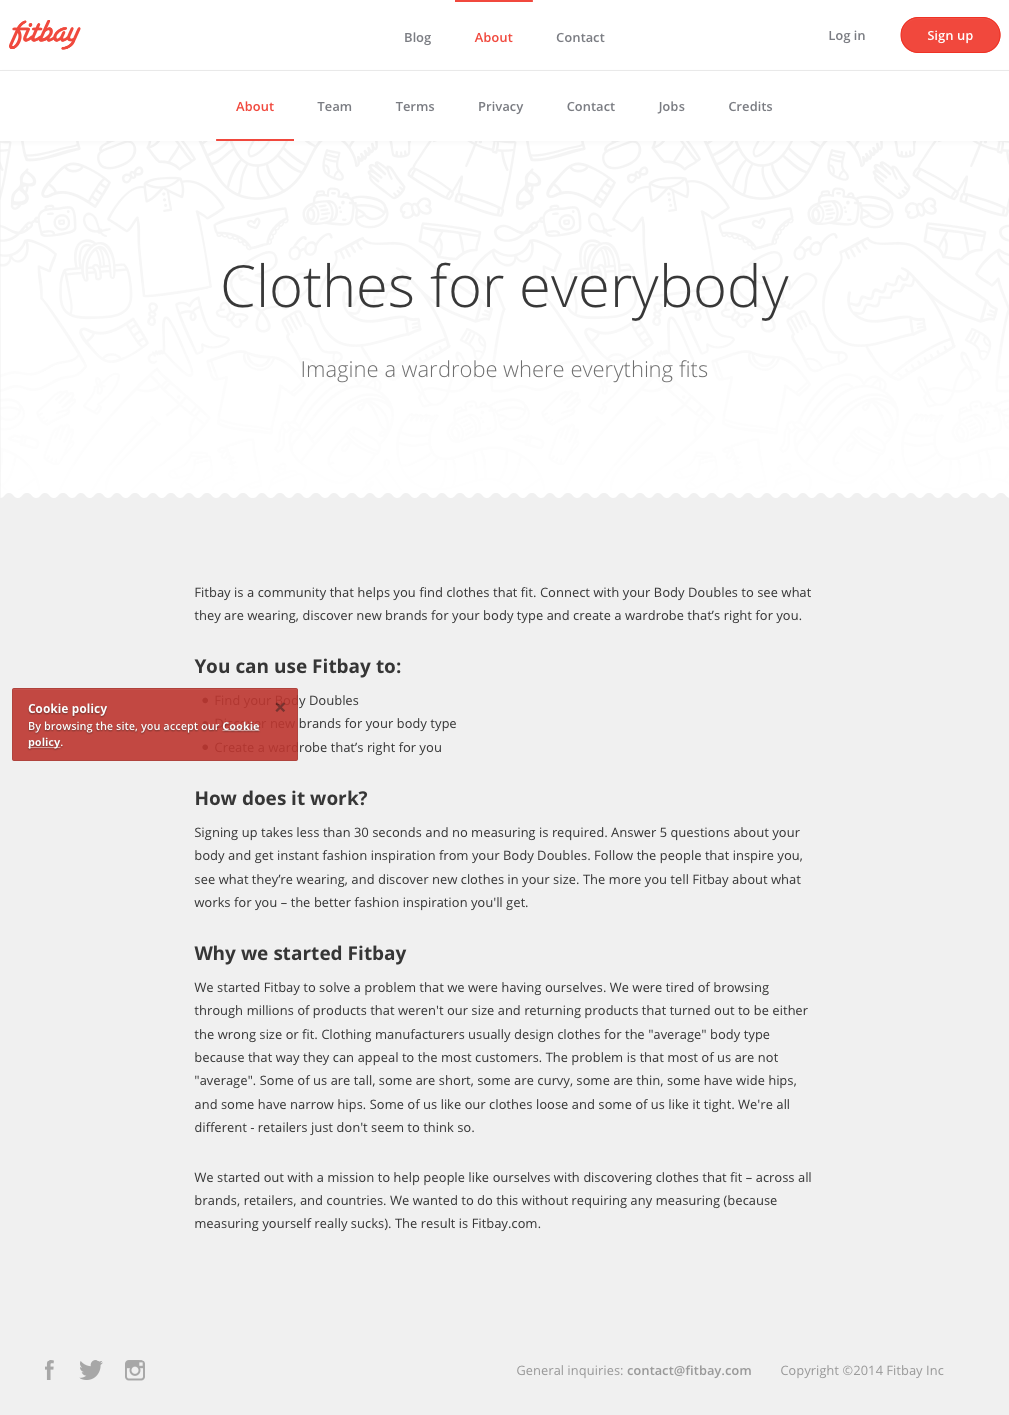 fitbay
Blog
About
Contact
Log in
Sign up
About
Team
Terms
Privacy
Contact
Jobs
Credits
Clothes for everybody
Imagine a wardrobe where everything fits
Fitbay is a community that helps you find clothes that fit. Connect with your Body Doubles to see what
they are wearing, discover new brands for your body type and create a wardrobe that’s right for you.
You can use Fitbay to:
Find your Body Doubles
new brands for your body type
Create a wardrobe that’s right for you
Cookie policy
By browsing the site, you accept our Cookie
policy.
How does it work?
Signing up takes less than 30 seconds and no measuring is required. Answer 5 questions about your
body and get instant fashion inspiration from your Body Doubles. Follow the people that inspire you,
see what they’re wearing, and discover new clothes in your size. The more you tell Fitbay about what
works for you – the better fashion inspiration you'll get.
Why we started Fitbay
We started Fitbay to solve a problem that we were having ourselves. We were tired of browsing
through millions of products that weren't our size and returning products that turned out to be either
the wrong size or fit. Clothing manufacturers usually design clothes for the "average" body type
because that way they can appeal to the most customers. The problem is that most of us are not
"average". Some of us are tall, some are short, some are curvy, some are thin, some have wide hips,
and some have narrow hips. Some of us like our clothes loose and some of us like it tight. We're all
different - retailers just don't seem to think so.
We started out with a mission to help people like ourselves with discovering clothes that fit – across all
brands, retailers, and countries. We wanted to do this without requiring any measuring (because
measuring yourself really sucks). The result is Fitbay.com.
General inquiries: contact@fitbay.com
Copyright ©2014 Fitbay Inc